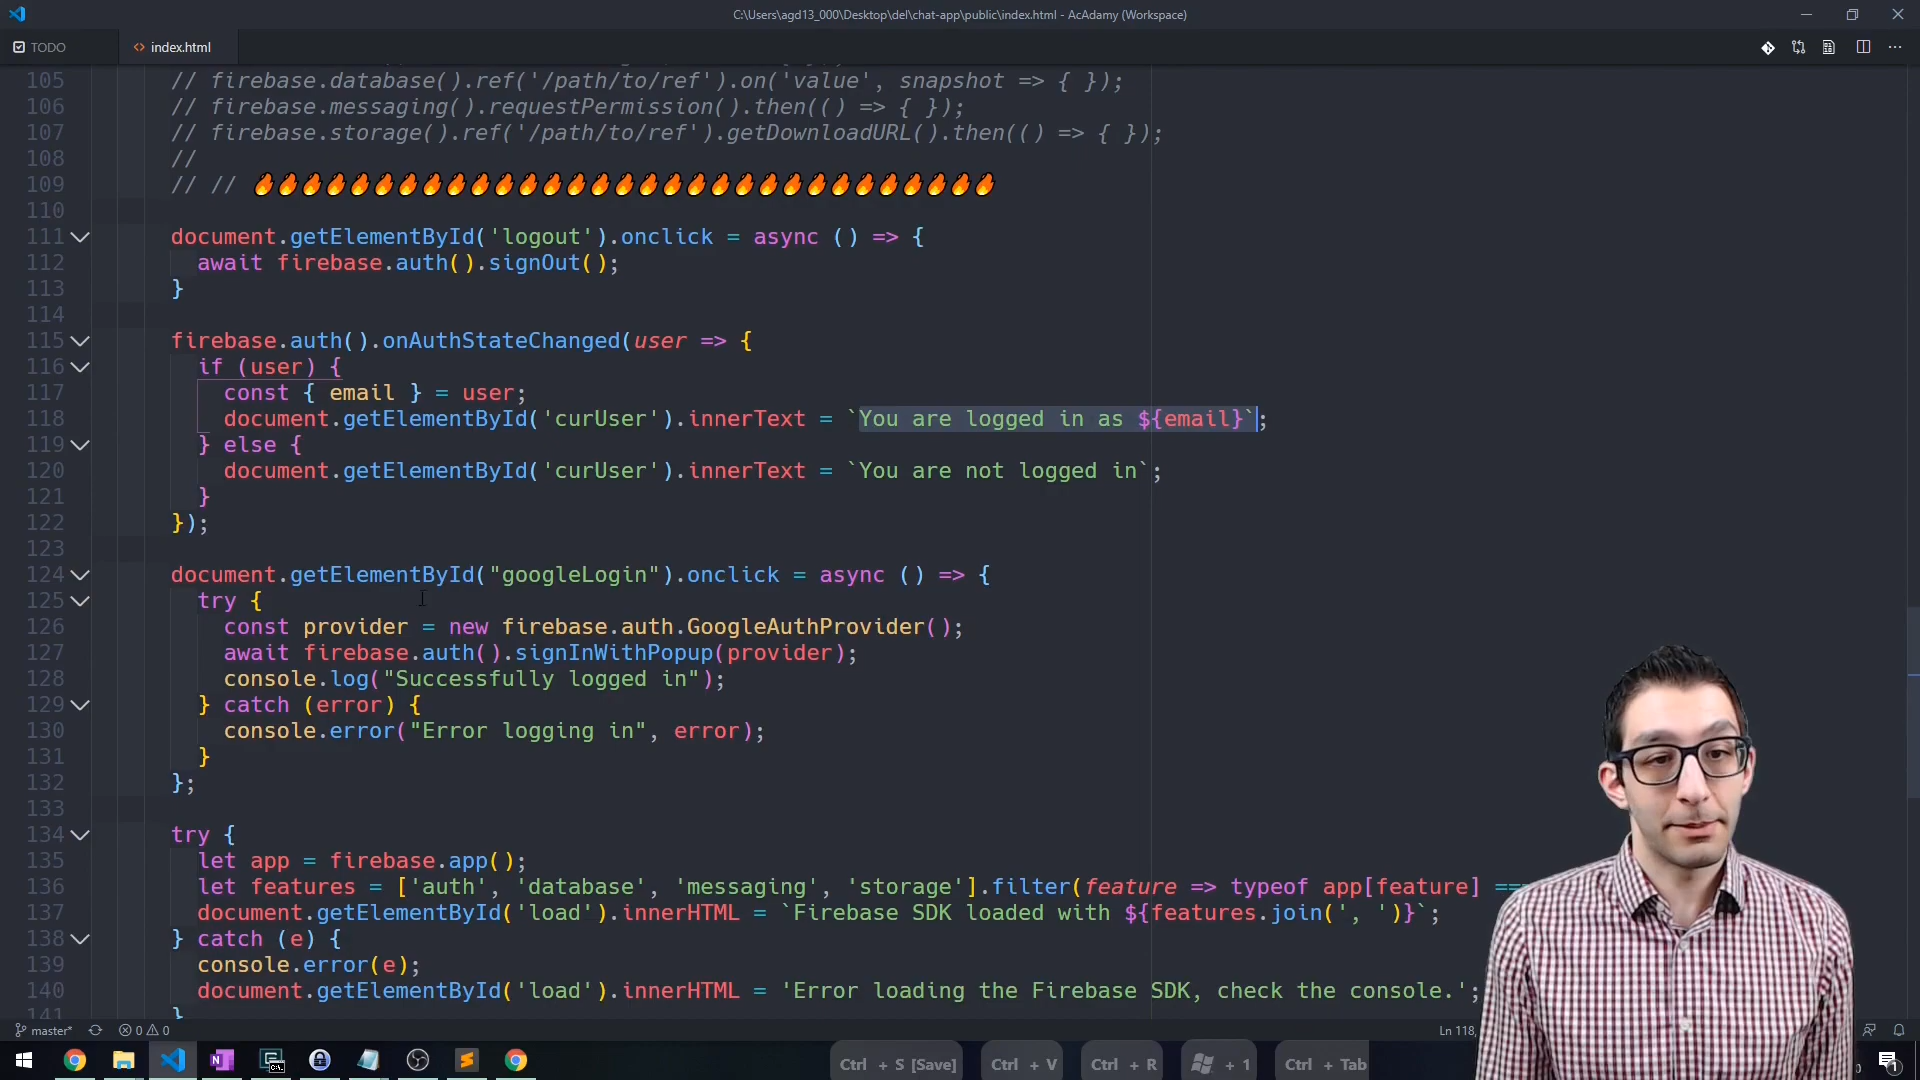 C:\Users\agd13_000\Desktop\del\chat-app\public\index.html - AcAdamy (Workspace)
TODO
<> index.html
105 // firebase.database().ref('/path/to/ref').on('value', snapshot => { });
106 // firebase.messaging().requestPermission().then(() => { });
107 // firebase.storage().ref('/path/to/ref').getDownloadURL().then(() => { });
108 //
109 // // 🔥🔥🔥🔥🔥🔥🔥🔥🔥🔥🔥🔥🔥🔥🔥🔥🔥🔥🔥🔥🔥🔥🔥🔥🔥🔥🔥🔥🔥🔥🔥
110
111 document.getElementById('logout').onclick = async () => {
112 await firebase.auth().signOut();
113 }
114
115 firebase.auth().onAuthStateChanged(user => {
116 if (user) {
117 const { email } = user;
118 document.getElementById('curUser').innerText = `You are logged in as ${email}`;
119 } else {
120 document.getElementById('curUser').innerText = `You are not logged in`;
121 }
122 });
123
124 document.getElementById("googleLogin").onclick = async () => {
125 try {
126 const provider = new firebase.auth.GoogleAuthProvider();
127 await firebase.auth().signInWithPopup(provider);
128 console.log("Successfully logged in");
129 } catch (error) {
130 console.error("Error logging in", error);
131 }
132 };
133
134 try {
135 let app = firebase.app();
136 let features = ['auth', 'database', 'messaging', 'storage'].filter(feature => typeof app[feature] ==
137 document.getElementById('load').innerHTML = `Firebase SDK loaded with ${features.join(', ')}`;
138 } catch (e) {
139 console.error(e);
140 document.getElementById('load').innerHTML = 'Error loading the Firebase SDK, check the console.';
141 }
master* 0 0 Ln 118,
Ctrl + S [Save] Ctrl + V Ctrl + R + 1 Ctrl + Tab